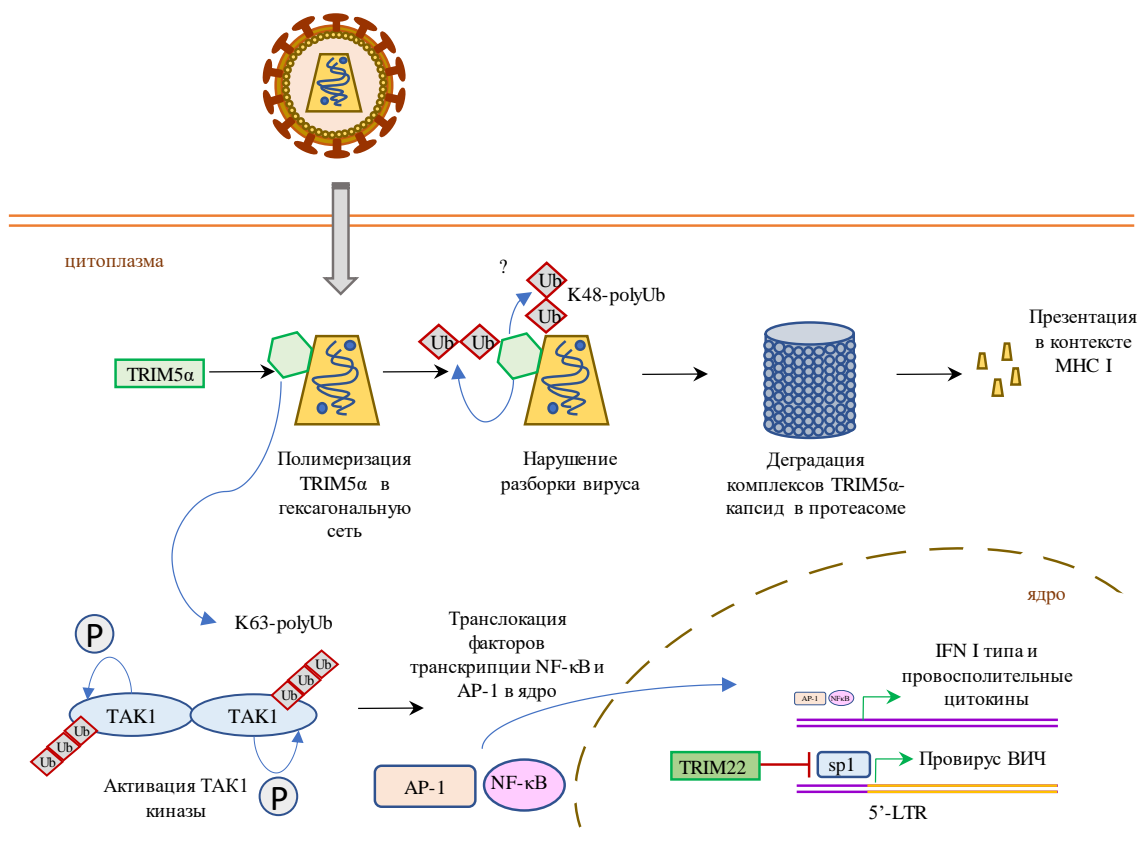 цитоплазма
?
Ub
K48-polyUb
Ub
Ub
Ub
TRIM5α
Презентация
в контексте
MHC I
Полимеризация
TRIM5α в
гексагональную
сеть
Нарушение
разборки вируса
Деградация
комплексов TRIM5α-
капсид в протеасоме
ядро
K63-polyUb
P
Ub
Ub
Ub
TAK1
TAK1
Ub
Ub
Ub
P
Активация TAK1
киназы
Транслокация
факторов
транскрипции NF-κB и
AP-1 в ядро
AP-1
NF-κB
IFN I типа и
провосполительные
цитокины
AP-1
NFκB
TRIM22
sp1
Провирус ВИЧ
5’-LTR